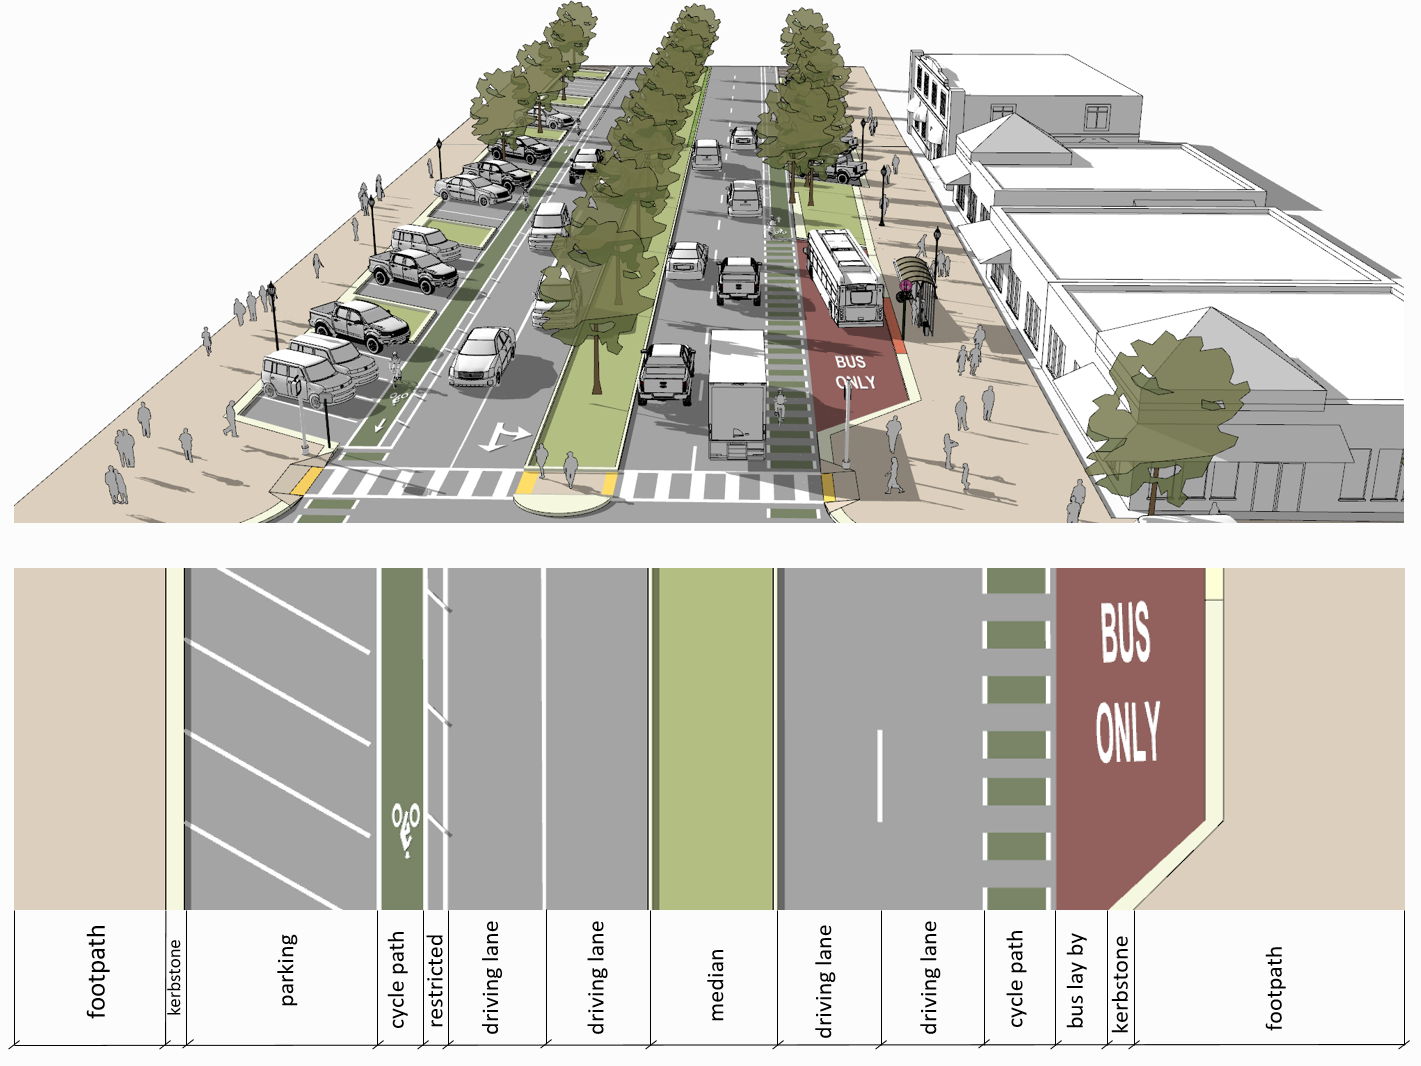 BUS
ONLY
BUS
ONLY
footpath
kerbstone
parking
cycle path
restricted
driving lane
driving lane
median
driving lane
driving lane
cycle path
bus lay by
kerbstone
footpath